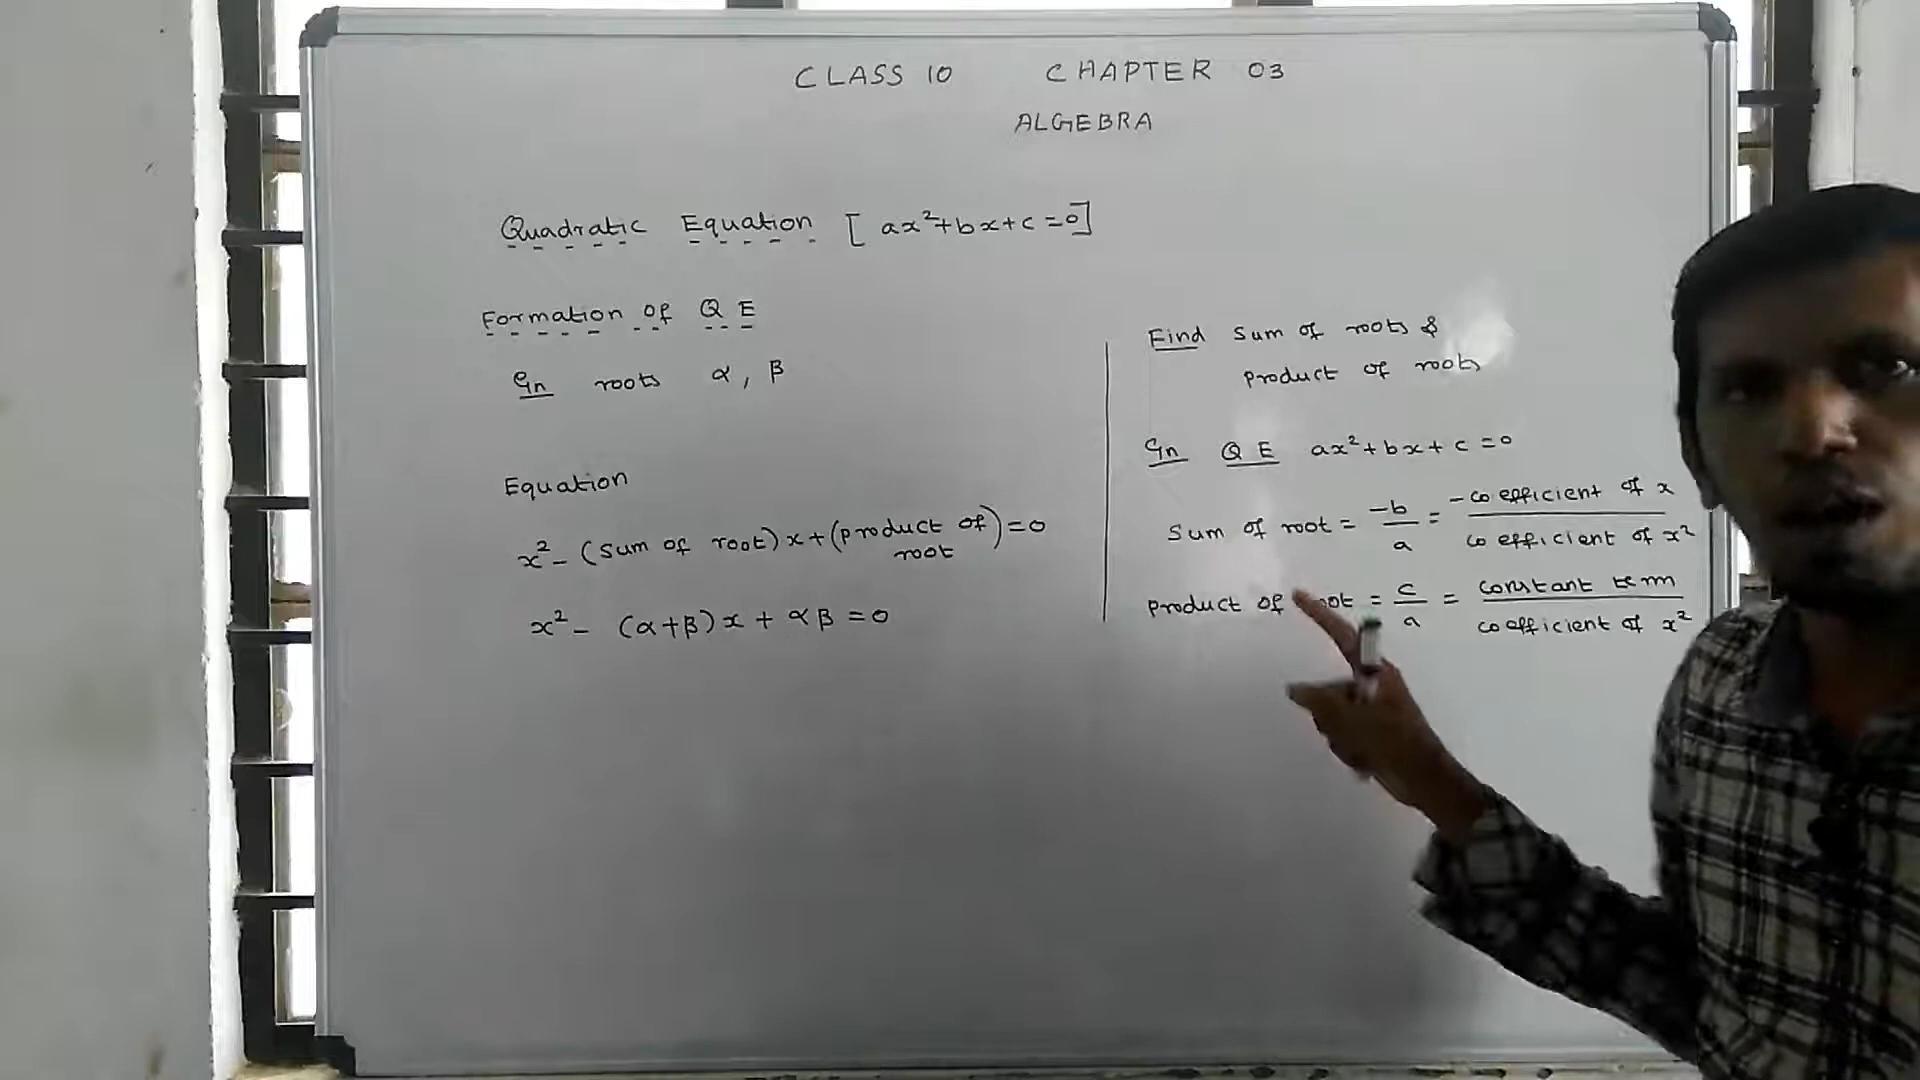 CLASS 10 CHAPTER 03
ALGEBRA
Quadratic Equation [ax²+bx+c=0]
Formation of Q E
Gn roots α, β
Equation
x² - (sum of root)x + (product of root) = 0
x² - (α+β)x + αβ = 0
Find sum of roots &
product of roots
Gn Q E ax²+bx+c=0
Sum of root = -b/a = -coefficient of x / coefficient of x²
product of root = c/a = constant term / coefficient of x²